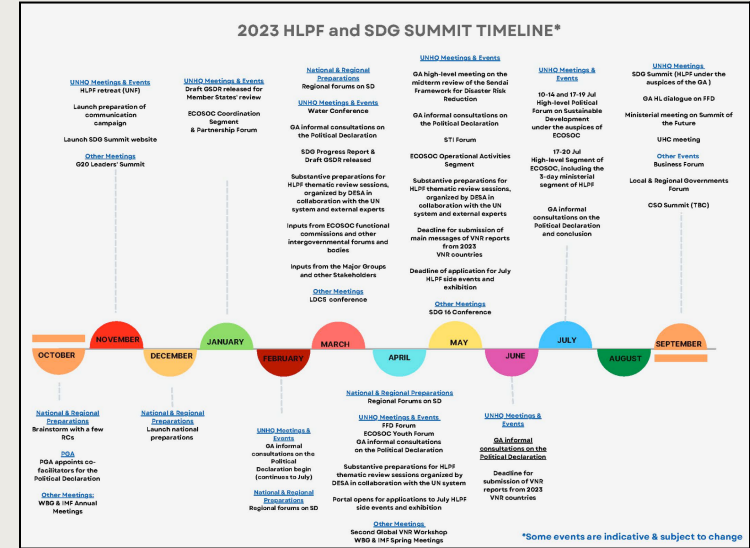 2023 HLPF and SDG SUMMIT TIMELINE*
UNHQ Meetings & Events
HLPF retreat (UNF)
Launch preparation of
communication
campaign
Launch SDG Summit website
Other Meetings
G20 Leaders' Summit
UNHQ Meetings & Events
Draft GSDR released for
Member States' review
ECOSOC Coordination
Segment
& Partnership Forum
National & Regional
Preparations
Regional forums on SD
UNHQ Meetings & Events
Water Conference
GA informal consultations on
the Political Declaration
SDG Progress Report &
Draft GSDR released
Substantive preparations for
HLPF thematic review sessions,
organized by DESA in
collaboration with the UN
system and external experts
Inputs from ECOSOC functional
commissions and other
intergovernmental forums and
bodies
Inputs from the Major Groups
and other Stakeholders
Other Meetings
LDC5 conference
UNHQ Meetings & Events
GA high-level meeting on the
midterm review of the Sendai
Framework for Disaster Risk
Reduction
GA informal consultations on
the Political Declaration
STI Forum
ECOSOC Operational Activities
Segment
Substantive preparations for
HLPF thematic review sessions,
organized by DESA in
collaboration with the UN
system and external experts
Deadline for submission of
main messages of VNR reports
from 2023
VNR countries
Deadline of application for July
HLPF side events and
exhibition
Other Meetings
SDG 16 Conference
UNHQ Meetings &
Events
10-14 and 17-19 Jul
High-level Political
Forum on Sustainable
Development
under the auspices of
ECOSOC
17-20 Jul
High-level Segment of
ECOSOC, including the
3-day ministerial
segment of HLPF
GA informal
consultations on the
Political Declaration
and conclusion
UNHQ Meetings
SDG Summit (HLPF under the
auspices of the GA )
GA HL dialogue on FFD
Ministerial meeting on Summit of
the Future
UHC meeting
Other Events
Business Forum
Local & Regional Governments
Forum
CSO Summit (TBC)
OCTOBER
NOVEMBER
DECEMBER
JANUARY
FEBRUARY
MARCH
APRIL
MAY
JUNE
JULY
AUGUST
SEPTEMBER
National & Regional
Preparations
Brainstorm with a few
RCs
PGA
PGA appoints co-
facilitators for the
Political Declaration
Other Meetings:
WBG & IMF Annual
Meetings
National & Regional
Preparations
Launch national
preparations
UNHQ Meetings &
Events
GA informal
consultations on the
Political
Declaration begin
(continues to July)
National & Regional
Preparations
Regional forums on SD
National & Regional Preparations
Regional Forums on SD
UNHQ Meetings & Events
FFD Forum
ECOSOC Youth Forum
GA informal consultations
on the Political Declaration
Substantive preparations for HLPF
thematic review sessions organized by
DESA in collaboration with the UN system
Portal opens for applications to July HLPF
side events and exhibition
Other Meetings
Second Global VNR Workshop
WBG & IMF Spring Meetings
UNHQ Meetings &
Events
GA informal
consultations on the
Political Declaration
Deadline for
submission of VNR
reports from 2023
VNR countries
*Some events are indicative & subject to change